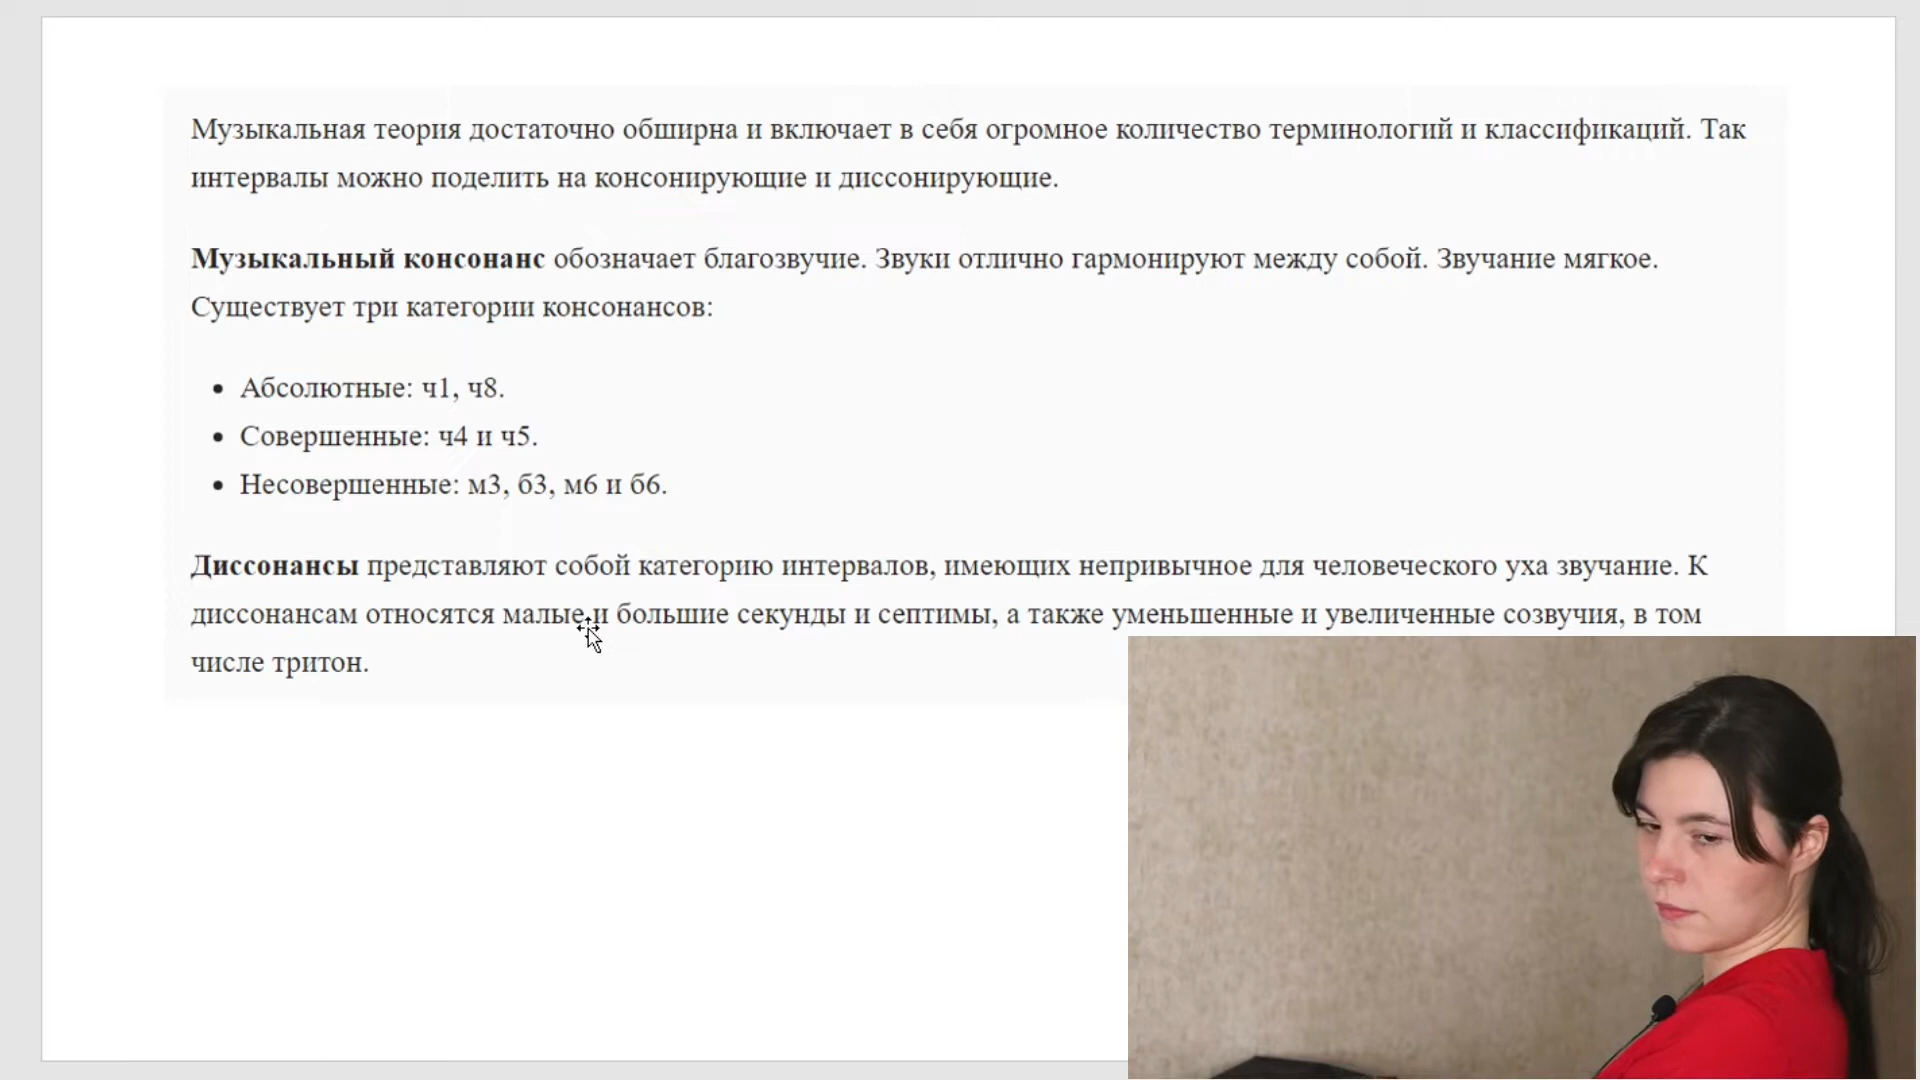 Музыкальная теория достаточно обширна и включает в себя огромное количество терминологий и классификаций. Так
интервалы можно поделить на консонирующие и диссонирующие.
Музыкальный консонанс обозначает благозвучие. Звуки отлично гармонируют между собой. Звучание мягкое.
Существует три категории консонансов:
• Абсолютные: ч1, ч8.
• Совершенные: ч4 и ч5.
• Несовершенные: м3, б3, м6 и б6.
Диссонансы представляют собой категорию интервалов, имеющих непривычное для человеческого уха звучание. К
диссонансам относятся малые и большие секунды и септимы, а также уменьшенные и увеличенные созвучия, в том
числе тритон.